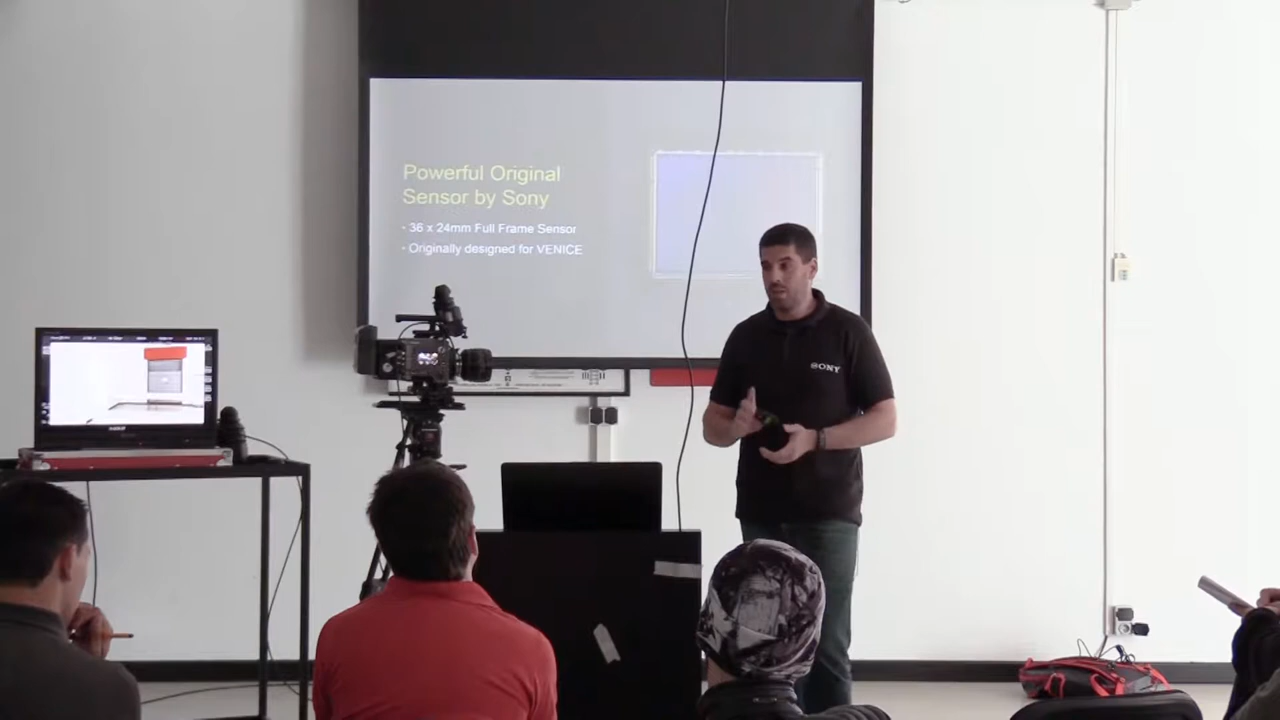 Powerful Original
Sensor by Sony
· 36 x 24mm Full Frame Sensor
· Originally designed for VENICE
SONY